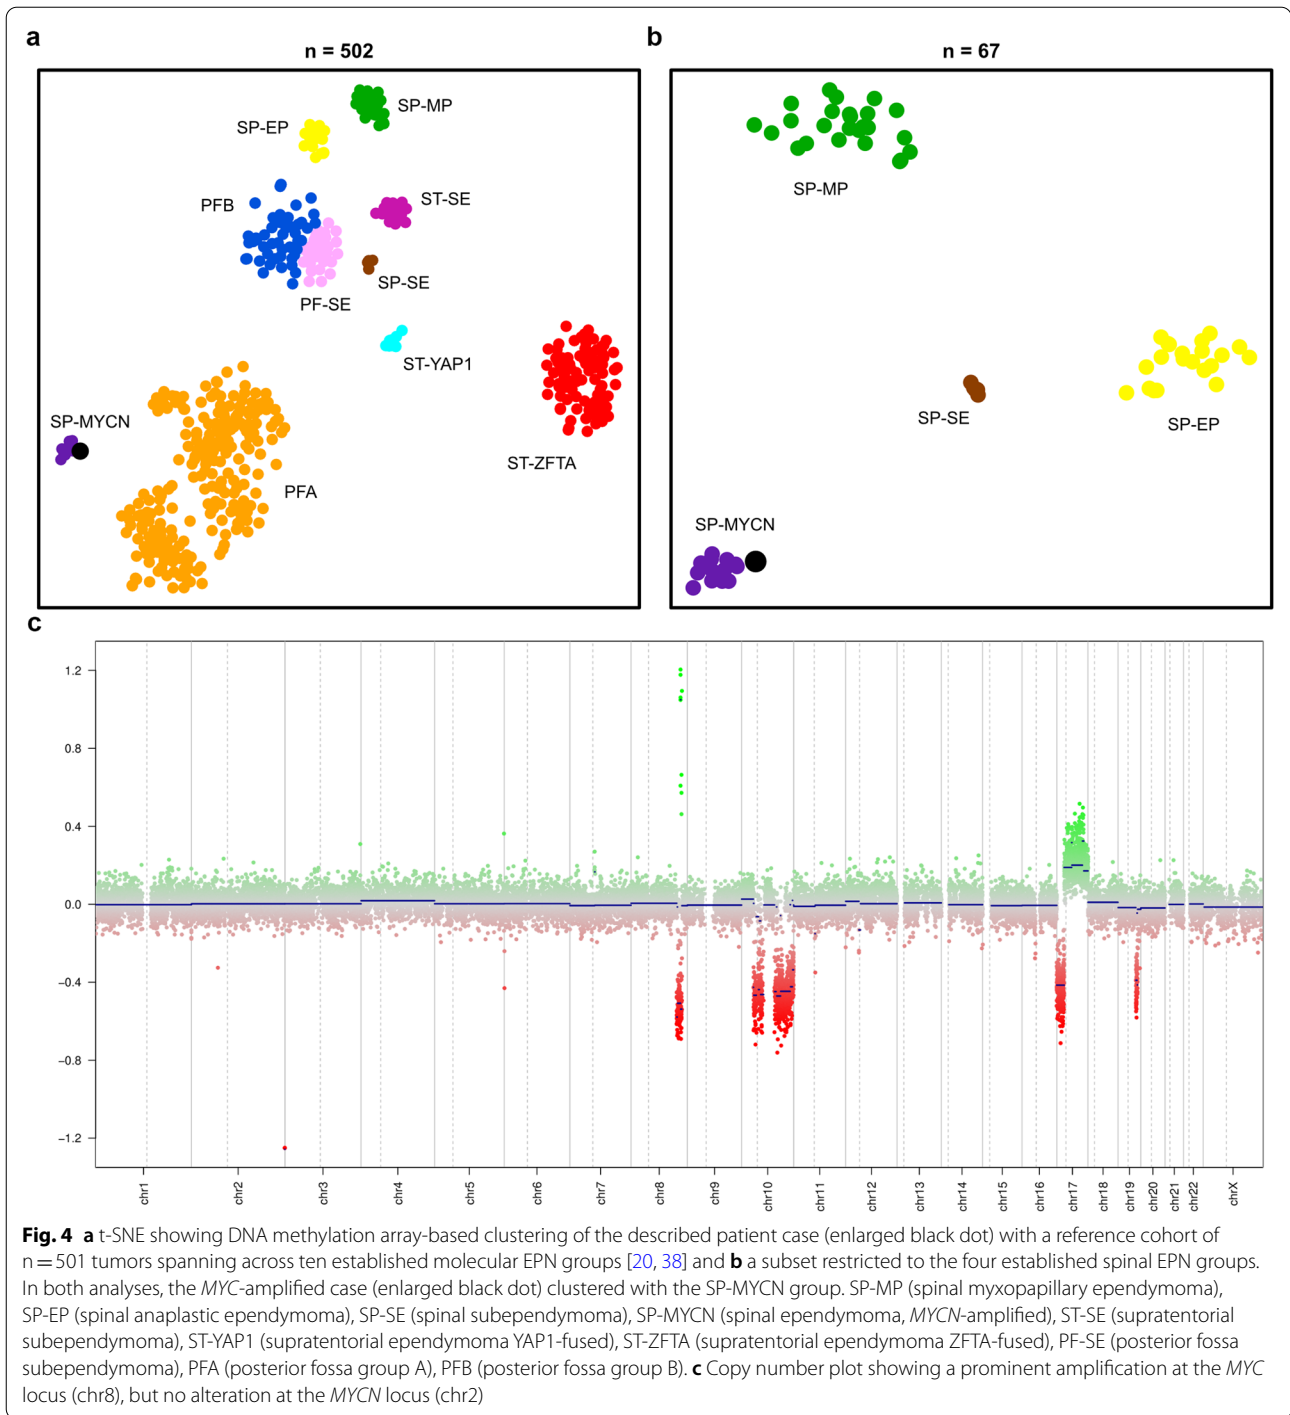 a
n = 502
SP-MP
SP-EP
PFB
ST-SE
SP-SE
PF-SE
ST-YAP1
SP-MYCN
ST-ZFTA
PFA
b
n = 67
SP-MP
SP-SE
SP-EP
SP-MYCN
c
1.2
0.8
0.4
0.0
−0.4
−0.8
−1.2
chr1
chr2
chr3
chr4
chr5
chr6
chr7
chr8
chr9
chr10
chr11
chr12
chr13
chr14
chr15
chr16
chr17
chr18
chr19
chr20
chr21
chr22
chrX
Fig. 4 a t-SNE showing DNA methylation array-based clustering of the described patient case (enlarged black dot) with a reference cohort of
n = 501 tumors spanning across ten established molecular EPN groups [20, 38] and b a subset restricted to the four established spinal EPN groups.
In both analyses, the MYC-amplified case (enlarged black dot) clustered with the SP-MYCN group. SP-MP (spinal myxopapillary ependymoma),
SP-EP (spinal anaplastic ependymoma), SP-SE (spinal subependymoma), SP-MYCN (spinal ependymoma, MYCN-amplified), ST-SE (supratentorial
subependymoma), ST-YAP1 (supratentorial ependymoma YAP1-fused), ST-ZFTA (supratentorial ependymoma ZFTA-fused), PF-SE (posterior fossa
subependymoma), PFA (posterior fossa group A), PFB (posterior fossa group B). c Copy number plot showing a prominent amplification at the MYC
locus (chr8), but no alteration at the MYCN locus (chr2)